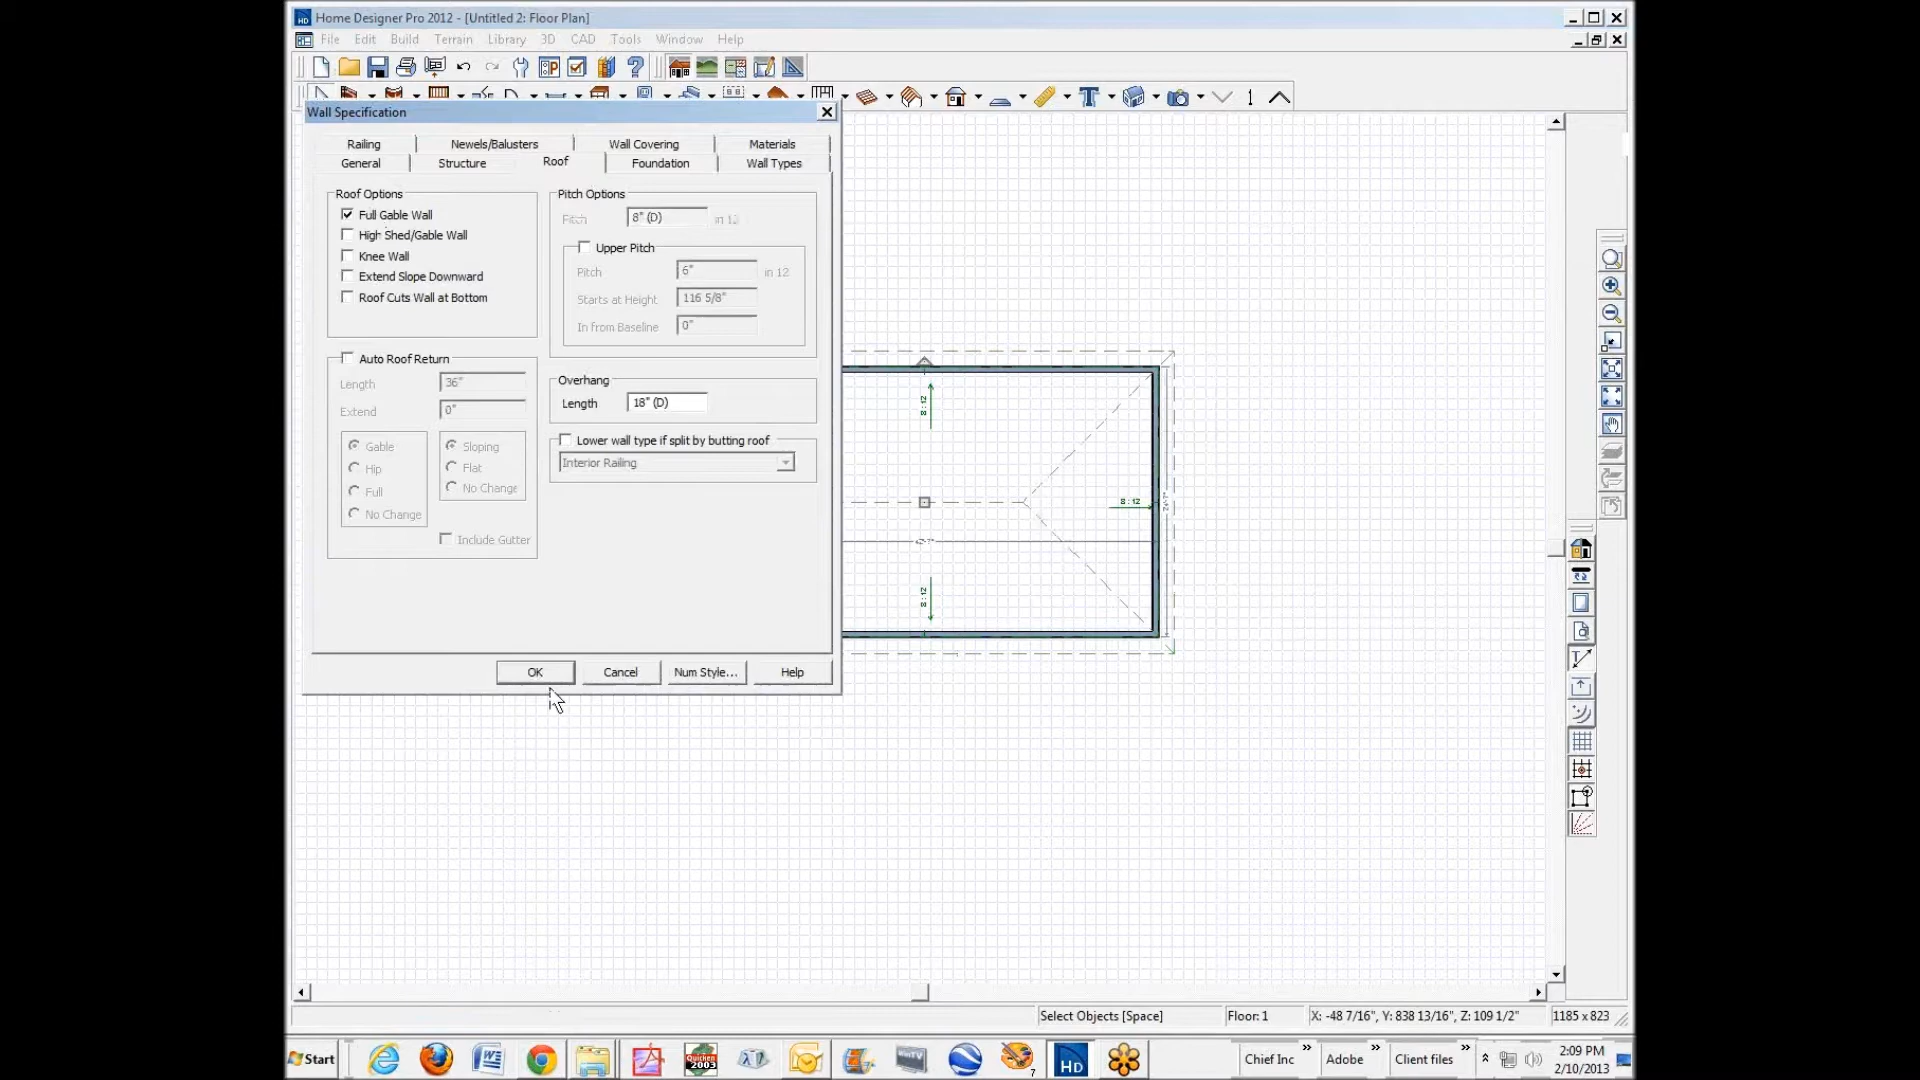 Home Designer Pro 2012 - [Untitled 2: Floor Plan]
File Edit Build Terrain Library 3D CAD Tools Window Help
1
Wall Specification
Railing Newels/Balusters Wall Covering Materials
General Structure Roof Foundation Wall Types
Roof Options
Full Gable Wall
High Shed/Gable Wall
Knee Wall
Extend Slope Downward
Roof Cuts Wall at Bottom
Pitch Options
Pitch 8" (D) in 12
Upper Pitch
Pitch 6" in 12
Starts at Height 116 5/8"
In from Baseline 0"
Auto Roof Return
Length 36"
Extend 0"
Gable
Hip
Full
No Change
Sloping
Flat
No Change
Include Gutter
Overhang
Length 18" (D)
Lower wall type if split by butting roof
Interior Railing
OK Cancel Num Style... Help
8 : 12
8 : 12
8 : 12
Select Objects [Space] Floor: 1 X: -48 7/16", Y: 838 13/16", Z: 109 1/2" 1185 x 823
Start
Quicken
2003
WinTV
7
HD
Chief Inc » Adobe » Client files »
2:09 PM
2/10/2013